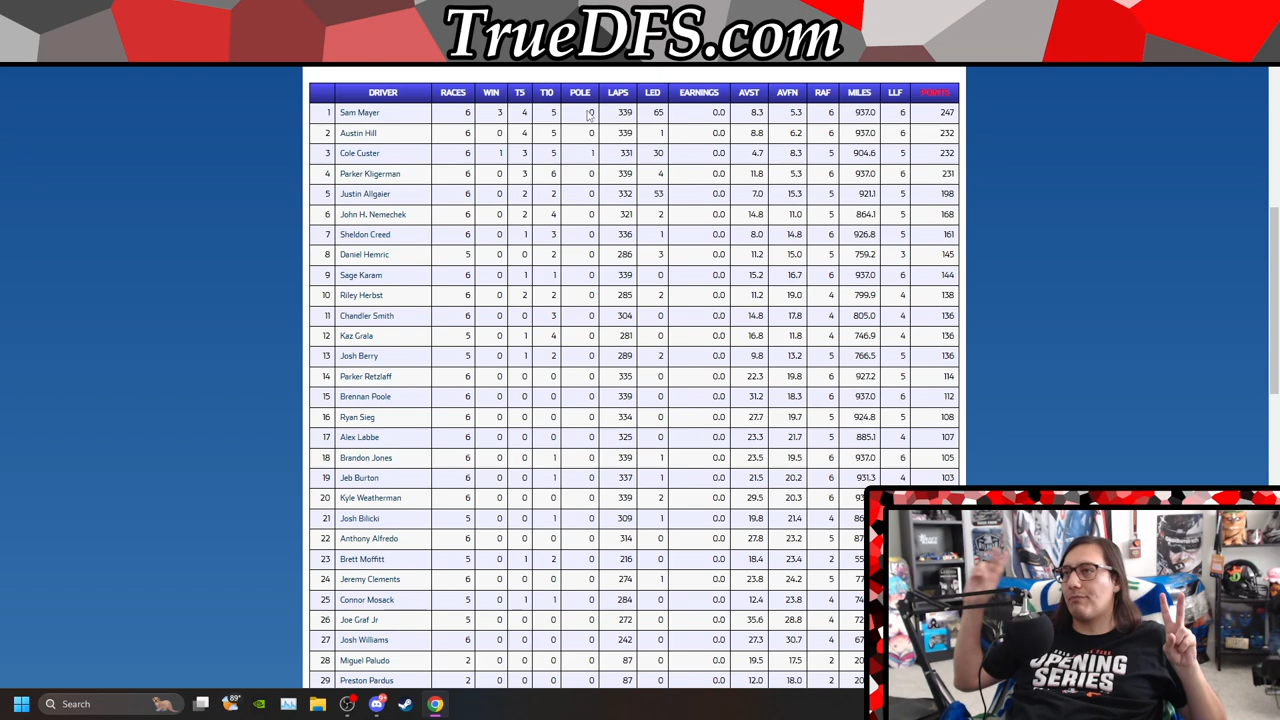 TrueDFS.com
DRIVER RACES WIN T5 T10 POLE LAPS LED EARNINGS AVST AVFN RAF MILES LLF POINTS
1 Sam Mayer 6 3 4 5 0 339 65 0.0 8.3 5.3 6 937.0 6 247
2 Austin Hill 6 0 4 5 0 339 1 0.0 8.8 6.2 6 937.0 6 232
3 Cole Custer 6 1 3 5 1 331 30 0.0 4.7 8.3 5 904.6 5 232
4 Parker Kligerman 6 0 3 6 0 339 4 0.0 11.8 5.3 6 937.0 6 231
5 Justin Allgaier 6 0 2 2 0 332 53 0.0 7.0 15.3 5 921.1 5 198
6 John H. Nemechek 6 0 2 4 0 321 2 0.0 14.8 11.0 5 864.1 5 168
7 Sheldon Creed 6 0 1 3 0 336 1 0.0 8.0 14.8 5 926.8 5 161
8 Daniel Hemric 5 0 0 2 0 286 3 0.0 11.2 15.0 5 759.2 3 145
9 Sage Karam 6 0 1 1 0 339 0 0.0 15.2 16.7 6 937.0 6 144
10 Riley Herbst 6 0 2 2 0 285 2 0.0 11.2 19.0 4 799.9 4 138
11 Chandler Smith 6 0 0 3 0 304 0 0.0 14.8 17.8 4 805.0 4 136
12 Kaz Grala 5 0 1 4 0 281 0 0.0 16.8 11.8 4 746.9 4 136
13 Josh Berry 5 0 1 2 0 289 2 0.0 9.8 13.2 5 766.5 5 136
14 Parker Retzlaff 6 0 0 0 0 335 0 0.0 22.3 19.8 6 927.2 5 114
15 Brennan Poole 6 0 0 0 0 339 0 0.0 31.2 18.3 6 937.0 6 112
16 Ryan Sieg 6 0 0 0 0 334 0 0.0 27.7 19.7 5 924.8 5 108
17 Alex Labbe 6 0 0 0 0 325 0 0.0 23.3 21.7 5 885.1 4 107
18 Brandon Jones 6 0 0 1 0 339 1 0.0 23.5 19.5 6 937.0 6 105
19 Jeb Burton 6 0 0 1 0 337 1 0.0 21.5 20.2 6 931.3 4 103
20 Kyle Weatherman 6 0 0 0 0 339 2 0.0 29.5 20.3 6
21 Josh Bilicki 5 0 0 1 0 309 1 0.0 19.8 21.4 4
22 Anthony Alfredo 6 0 0 0 0 314 0 0.0 27.8 23.2 5
23 Brett Moffitt 5 0 1 2 0 216 0 0.0 18.4 23.4 2
24 Jeremy Clements 6 0 0 0 0 274 1 0.0 23.8 24.2 5
25 Connor Mosack 5 0 1 1 0 284 0 0.0 12.4 23.8 4
26 Joe Graf Jr 5 0 0 0 0 272 0 0.0 35.6 28.8 4
27 Josh Williams 6 0 0 0 0 242 0 0.0 27.3 30.7 4
28 Miguel Paludo 2 0 0 0 0 87 0 0.0 19.5 17.5 2
29 Preston Pardus 2 0 0 0 0 87 0 0.0 12.0 18.0 2
OPENING
SERIES
89°
Search